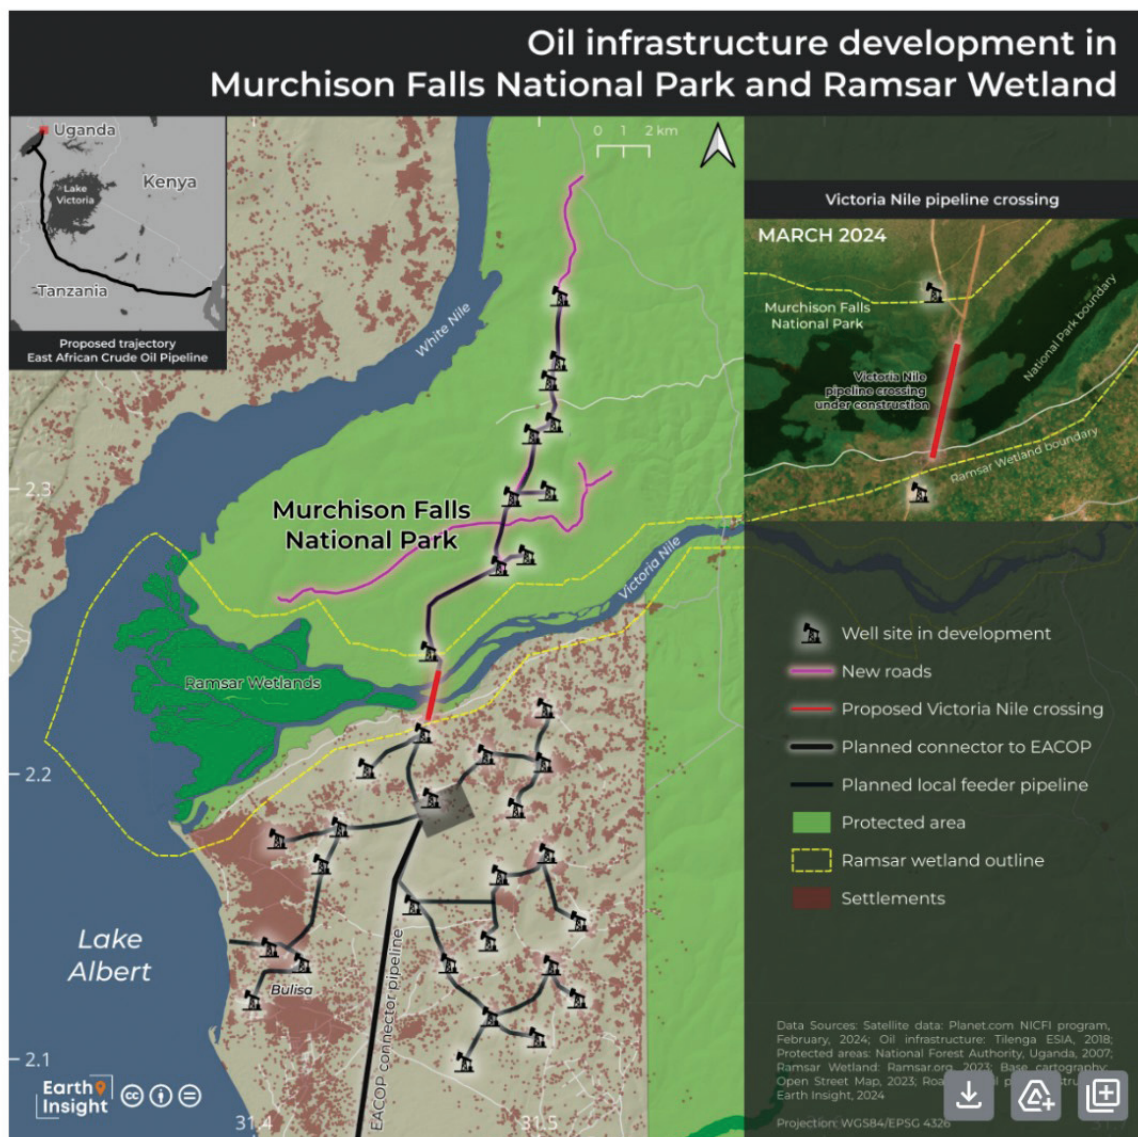 Oil infrastructure development in
Murchison Falls National Park and Ramsar Wetland
Uganda
Kenya
Lake
Victoria
Tanzania
Proposed trajectory
East African Crude Oil Pipeline
0 1 2 km
White Nile
Murchison Falls
National Park
Victoria Nile
Ramsar Wetlands
Lake
Albert
Bulisa
EACOP connector pipeline
2.3
2.2
2.1
31.4
31.5
Earth
Insight
cc
Victoria Nile pipeline crossing
MARCH 2024
Murchison Falls
National Park
National Park boundary
Victoria Nile
pipeline crossing
under construction
Ramsar Wetland boundary
Well site in development
New roads
Proposed Victoria Nile crossing
Planned connector to EACOP
Planned local feeder pipeline
Protected area
Ramsar wetland outline
Settlements
Data Sources: Satellite data: Planet.com NICFI program,
February, 2024; Oil infrastructure: Tilenga ESIA, 2018;
Protected areas: National Forest Authority, Uganda, 2007;
Ramsar Wetland: Ramsar.org, 2023; Base cartography:
Open Street Map, 2023;
Earth Insight, 2024
Projection: WGS84/EPSG 4326